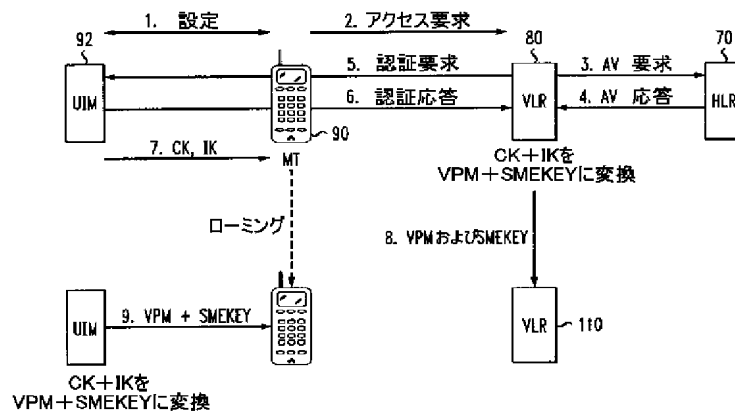 1. 設定
2. アクセス要求
92
80
70
5. 認証要求
3. AV 要求
UIM
VLR
HLR
6. 認証応答
4. AV 応答
90
7. CK, IK
MT
CK+IKを
VPM+SMEKEYに変換
ローミング
8. VPMおよびSMEKEY
UIM
9. VPM + SMEKEY
VLR
110
CK+IKを
VPM+SMEKEYに変換